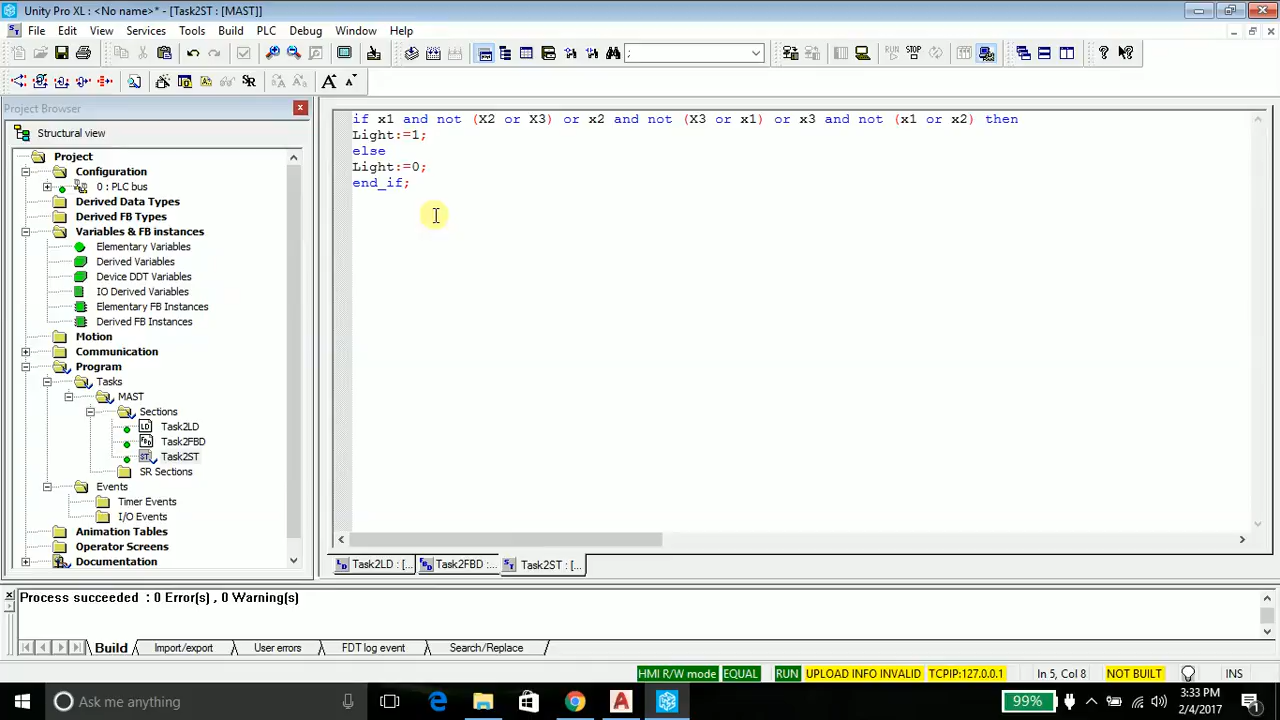 Unity Pro XL : <No name>* - [Task2ST : [MAST]]
File Edit View Services Tools Build PLC Debug Window Help
;
Project Browser
Structural view
Project
Configuration
0 : PLC bus
Derived Data Types
Derived FB Types
Variables & FB instances
Elementary Variables
Derived Variables
Device DDT Variables
IO Derived Variables
Elementary FB Instances
Derived FB Instances
Motion
Communication
Program
Tasks
MAST
Sections
Task2LD
Task2FBD
Task2ST
SR Sections
Events
Timer Events
I/O Events
Animation Tables
Operator Screens
Documentation
if x1 and not (X2 or X3) or x2 and not (X3 or x1) or x3 and not (x1 or x2) then
Light:=1;
else
Light:=0;
end_if;
Task2LD : [... Task2FBD :... Task2ST : [...
Process succeeded : 0 Error(s) , 0 Warning(s)
Build Import/export User errors FDT log event Search/Replace
HMI R/W mode EQUAL RUN UPLOAD INFO INVALID TCPIP:127.0.0.1 ln 5, Col 8 NOT BUILT INS
Ask me anything
99%
3:33 PM
2/4/2017